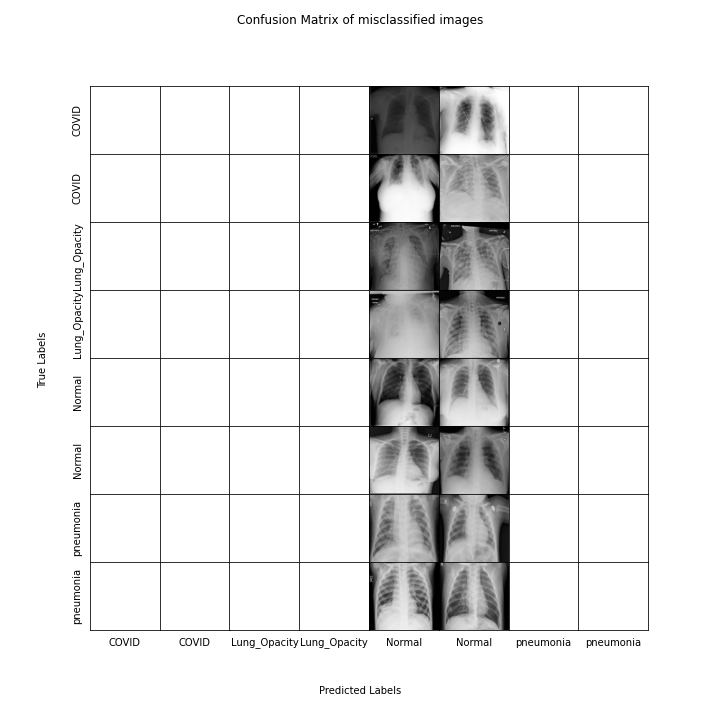 Confusion Matrix of misclassified images
COVID
COVID
Lung_Opacity
Lung_Opacity
Normal
Normal
pneumonia
pneumonia
True Labels
COVID COVID Lung_Opacity Lung_Opacity Normal Normal pneumonia pneumonia
Predicted Labels